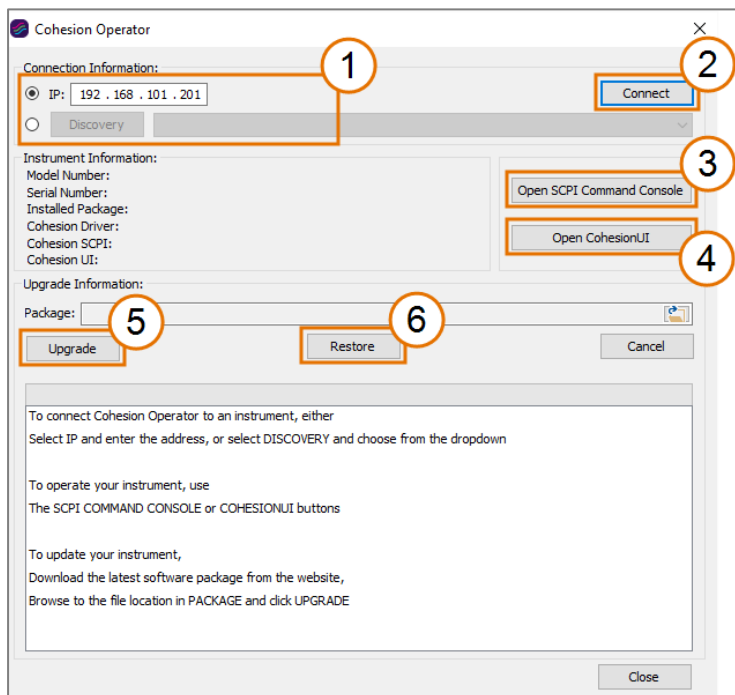 Cohesion Operator
Connection Information:
1
2
IP: 192 . 168 . 101 . 201
Connect
Discovery
Instrument Information:
Model Number:
Serial Number:
Installed Package:
Cohesion Driver:
Cohesion SCPI:
Cohesion UI:
3
Open SCPI Command Console
Open CohesionUI
4
Upgrade Information:
Package:
5
6
Upgrade
Restore
Cancel
To connect Cohesion Operator to an instrument, either
Select IP and enter the address, or select DISCOVERY and choose from the dropdown
To operate your instrument, use
The SCPI COMMAND CONSOLE or COHESIONUI buttons
To update your instrument,
Download the latest software package from the website,
Browse to the file location in PACKAGE and click UPGRADE
Close